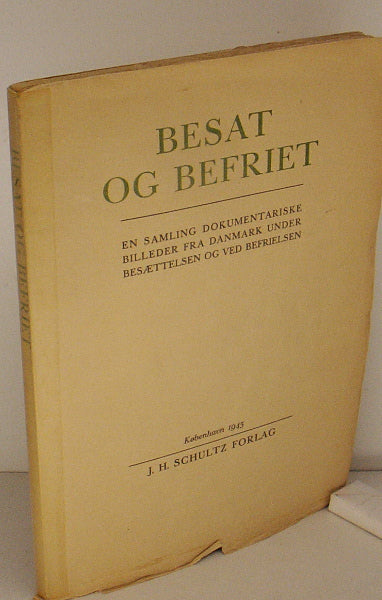 BESAT
OG BEFRIET
EN SAMLING DOKUMENTARISKE
BILLEDER FRA DANMARK UNDER
BESÆTTELSEN OG VED BEFRIELSEN
København 1945
J. H. SCHULTZ FORLAG
BESAT OG BEFRIET